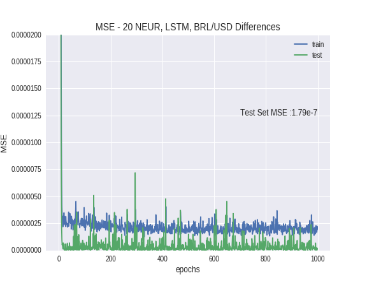 MSE - 20 NEUR, LSTM, BRL/USD Differences
0.0000200
train
test
0.0000175
0.0000150
0.0000125
Test Set MSE :1.79e-7
MSE
0.0000100
0.0000075
0.0000050
0.0000025
0.0000000
0 200 400 600 800 1000
epochs